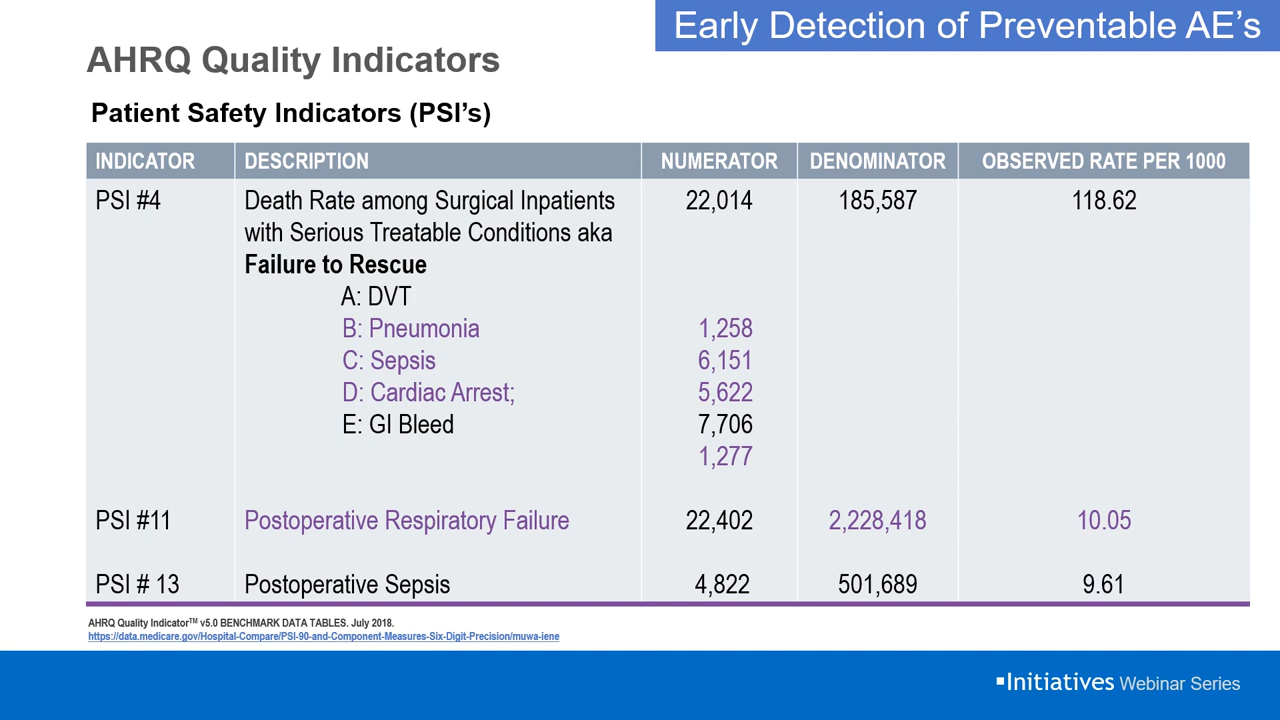 Early Detection of Preventable AE’s
AHRQ Quality Indicators
Patient Safety Indicators (PSI’s)
INDICATOR DESCRIPTION NUMERATOR DENOMINATOR OBSERVED RATE PER 1000
PSI #4 Death Rate among Surgical Inpatients 22,014 185,587 118.62
with Serious Treatable Conditions aka
Failure to Rescue
A: DVT
B: Pneumonia 1,258
C: Sepsis 6,151
D: Cardiac Arrest; 5,622
E: GI Bleed 7,706
1,277
PSI #11 Postoperative Respiratory Failure 22,402 2,228,418 10.05
PSI # 13 Postoperative Sepsis 4,822 501,689 9.61
AHRQ Quality Indicator™ v5.0 BENCHMARK DATA TABLES. July 2018.
https://data.medicare.gov/Hospital-Compare/PSI-90-and-Component-Measures-Six-Digit-Precision/muwa-iene
▪Initiatives Webinar Series